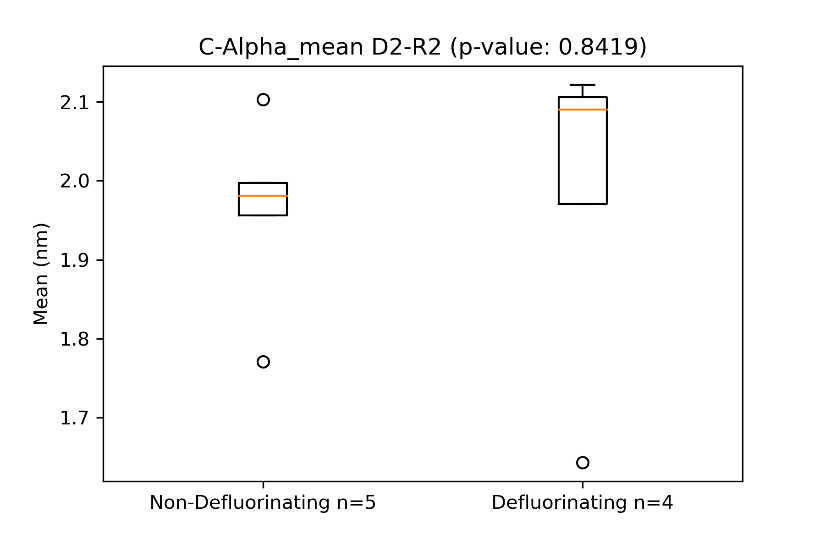 C-Alpha_mean D2-R2 (p-value: 0.8419)
Mean (nm)
2.1
2.0
1.9
1.8
1.7
Non-Defluorinating n=5
Defluorinating n=4